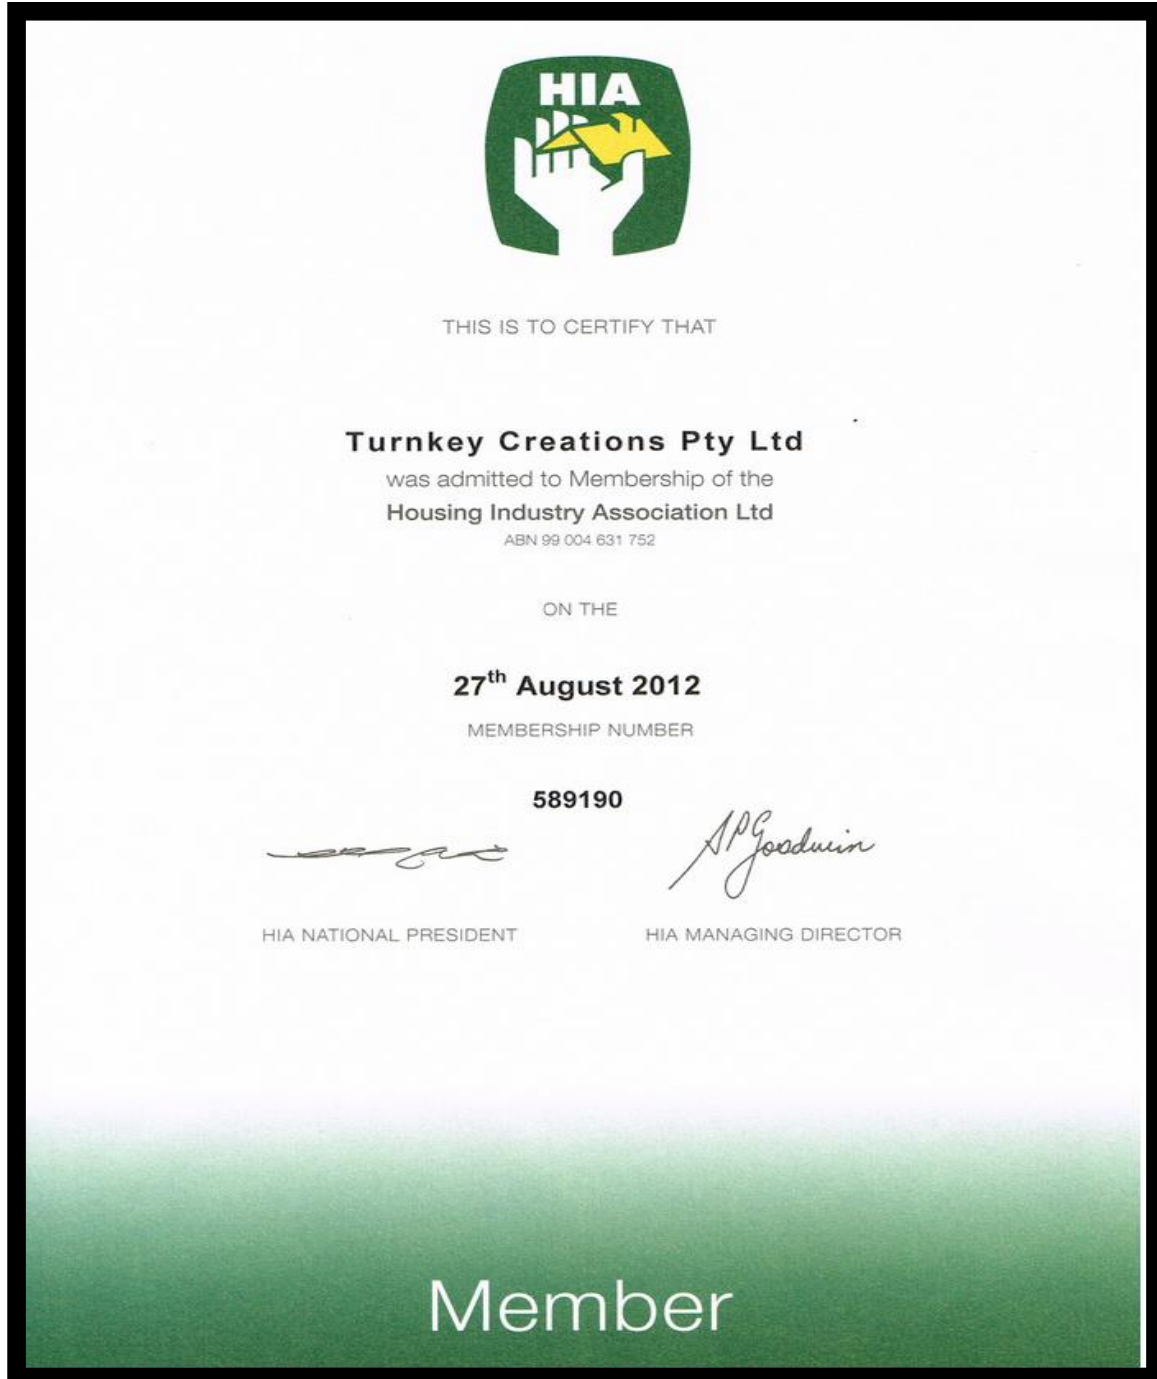 HIA
THIS IS TO CERTIFY THAT
Turnkey Creations Pty Ltd
was admitted to Membership of the
Housing Industry Association Ltd
ABN 99 004 631 752
ON THE
27th August 2012
MEMBERSHIP NUMBER
589190
APGoodwin
HIA NATIONAL PRESIDENT HIA MANAGING DIRECTOR
Member